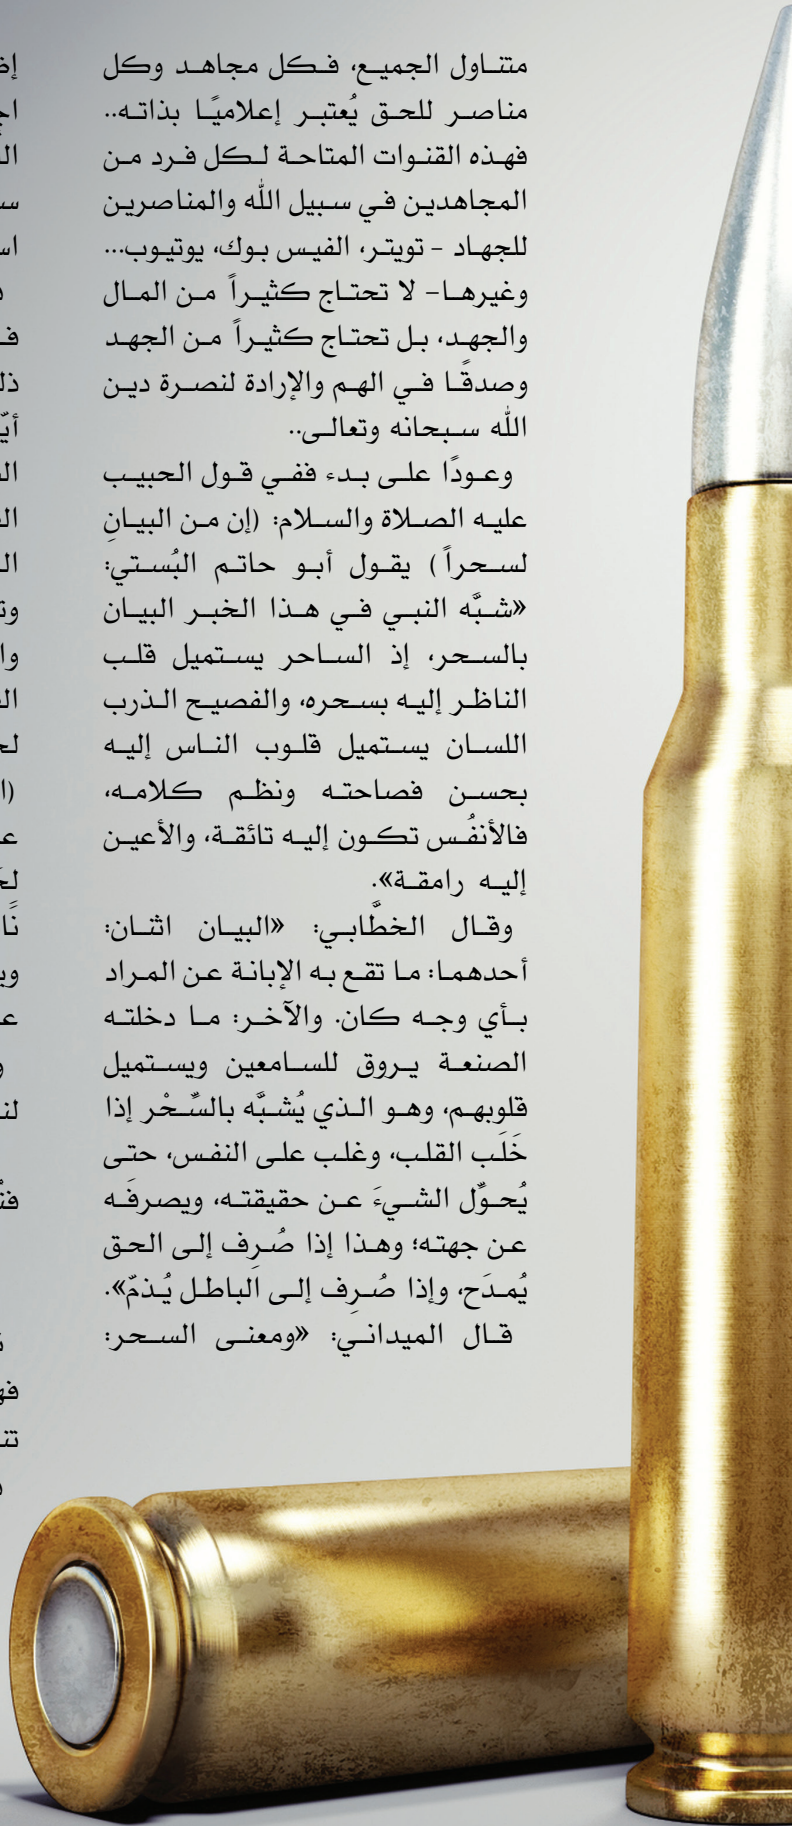 متناول الجميع، فكل مجاهد وكل
مناصر للحق يُعتبر إعلاميًا بذاته..
فهذه القنوات المتاحة لكل فرد من
المجاهدين في سبيل الله والمناصرين
للجهاد - تويتر، الفيس بوك، يوتيوب...
وغيرها- لا تحتاج كثيراً من المال
والجهد، بل تحتاج كثيراً من الجهد
وصدقًا في الهم والإرادة لنصرة دين
الله سبحانه وتعالى..
وعودًا على بدء ففي قول الحبيب
عليه الصلاة والسلام: (إن من البيانِ
لسحراً) يقول أبو حاتم البُستي:
«شبَّه النبي في هذا الخبر البيان
بالسحر، إذ الساحر يستميل قلب
الناظر إليه بسحره، والفصيح الذرب
اللسان يستميل قلوب الناس إليه
بحسن فصاحته ونظم كلامه،
فالأنفُس تكون إليه تائقة، والأعين
إليه رامقة».
وقال الخطَّابي: «البيان اثنان:
أحدهما: ما تقع به الإبانة عن المراد
بأي وجه كان. والآخر: ما دخلته
الصنعة يروق للسامعين ويستميل
قلوبهم، وهو الذي يُشبَّه بالسِّحْر إذا
خَلَب القلب، وغلب على النفس، حتى
يُحوِّل الشيءَ عن حقيقته، ويصرفَه
عن جهته؛ وهذا إذا صُرِف إلى الحق
يُمدَح، وإذا صُرِف إلى الباطل يُذمّ».
قال الميداني: «ومعنى السحر: